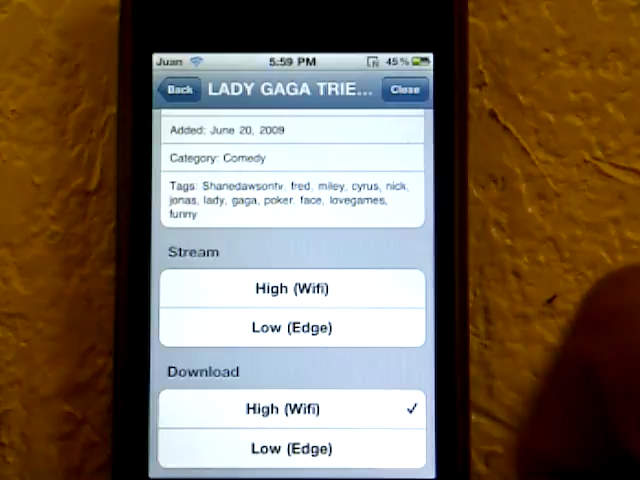 Juan 5:59 PM 45%
Back LADY GAGA TRIE... Close
Added: June 20, 2009
Category: Comedy
Tags: Shanedawsontv, fred, miley, cyrus, nick,
jonas, lady, gaga, poker, face, lovegames,
funny
Stream
High (Wifi)
Low (Edge)
Download
High (Wifi) ✓
Low (Edge)